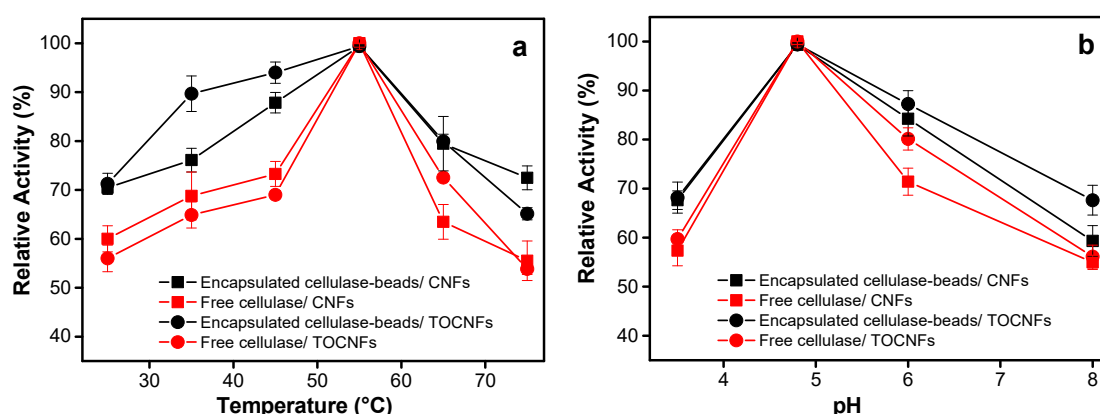 a
100
90
80
70
60
50
40
Relative Activity (%)
Encapsulated cellulase-beads/ CNFs
Free cellulase/ CNFs
Encapsulated cellulase-beads/ TOCNFs
Free cellulase/ TOCNFs
30 40 50 60 70
Temperature (°C)
b
100
90
80
70
60
50
40
Relative Activity (%)
Encapsulated cellulase-beads/ CNFs
Free cellulase/ CNFs
Encapsulated cellulase-beads/ TOCNFs
Free cellulase/ TOCNFs
4 5 6 7 8
pH